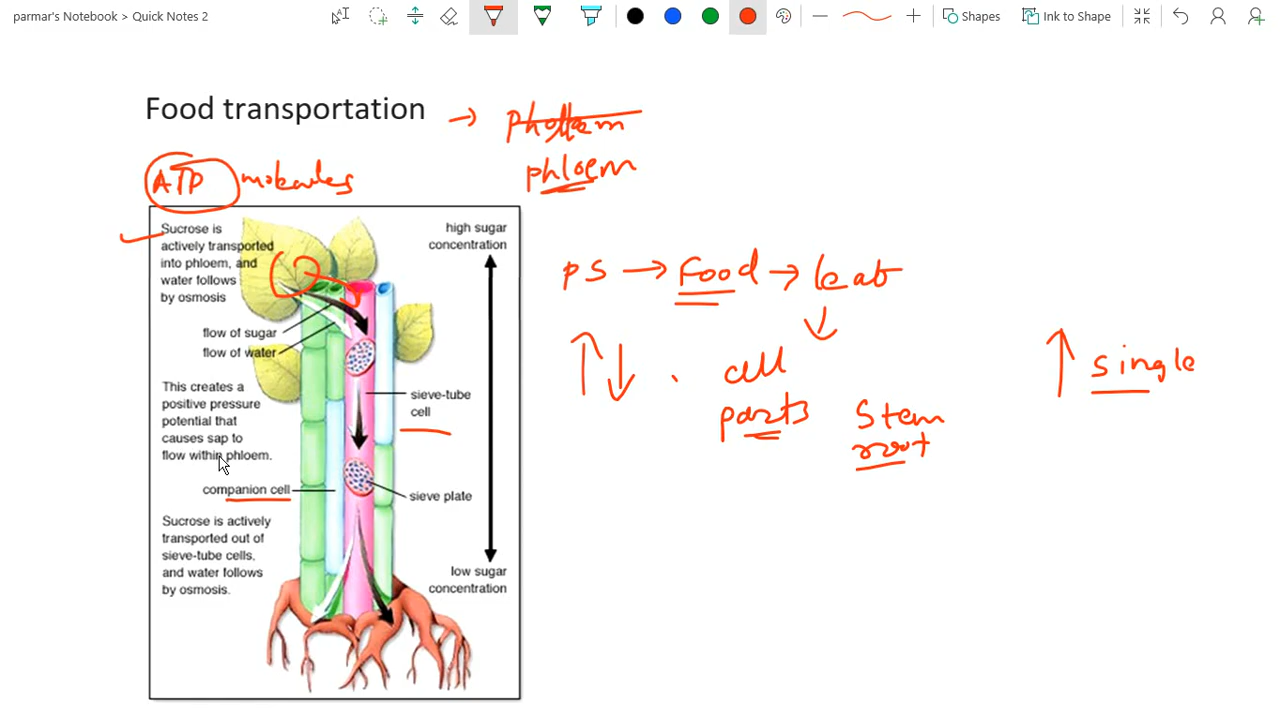 parmar's Notebook > Quick Notes 2
Shapes
Ink to Shape
Food transportation → phloem
ATP molecules
phloem
Sucrose is
actively transported
into phloem, and
water follows
by osmosis
high sugar
concentration
flow of sugar
flow of water
This creates a
positive pressure
potential that
causes sap to
flow within phloem.
sieve-tube
cell
companion cell
sieve plate
Sucrose is actively
transported out of
sieve-tube cells,
and water follows
by osmosis.
low sugar
concentration
PS → Food → leaf
↓
↑↓
all
parts
Stem
root
↑ single